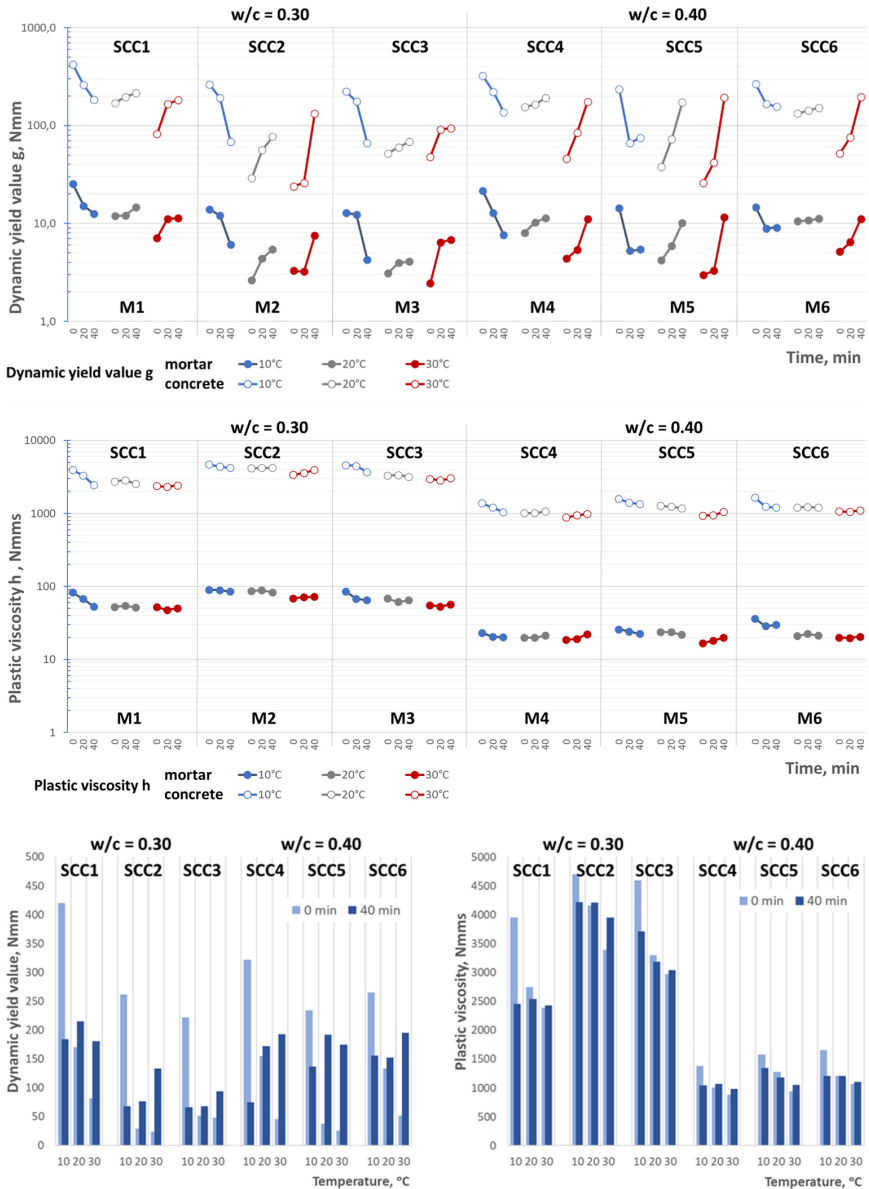 w/c = 0.30 w/c = 0.40
1000,0
SCC1 SCC2 SCC3 SCC4 SCC5 SCC6
100,0
10,0
1,0
Dynamic yield value g, Nmm
M1 M2 M3 M4 M5 M6
0 20 40 0 20 40 0 20 40 0 20 40 0 20 40 0 20 40 0 20 40 0 20 40 0 20 40 0 20 40 0 20 40 0 20 40 0 20 40 0 20 40 0 20 40 0 20 40 0 20 40 0 20 40
Time, min
Dynamic yield value g mortar 10°C 20°C 30°C
concrete 10°C 20°C 30°C
w/c = 0.30 w/c = 0.40
10000
SCC1 SCC2 SCC3 SCC4 SCC5 SCC6
1000
100
10
1
Plastic viscosity h , Nmms
M1 M2 M3 M4 M5 M6
0 20 40 0 20 40 0 20 40 0 20 40 0 20 40 0 20 40 0 20 40 0 20 40 0 20 40 0 20 40 0 20 40 0 20 40 0 20 40 0 20 40 0 20 40 0 20 40 0 20 40 0 20 40
Time, min
Plastic viscosity h mortar 10°C 20°C 30°C
concrete 10°C 20°C 30°C
w/c = 0.30 w/c = 0.40
500
SCC1 SCC2 SCC3 SCC4 SCC5 SCC6
450
0 min 40 min
400
350
300
250
200
150
100
50
0
Dynamic yield value, Nmm
10 20 30 10 20 30 10 20 30 10 20 30 10 20 30 10 20 30
Temperature, °C
w/c = 0.30 w/c = 0.40
5000
SCC1 SCC2 SCC3 SCC4 SCC5 SCC6
4500
0 min 40 min
4000
3500
3000
2500
2000
1500
1000
500
0
Plastic viscosity, Nmms
10 20 30 10 20 30 10 20 30 10 20 30 10 20 30 10 20 30
Temperature, °C